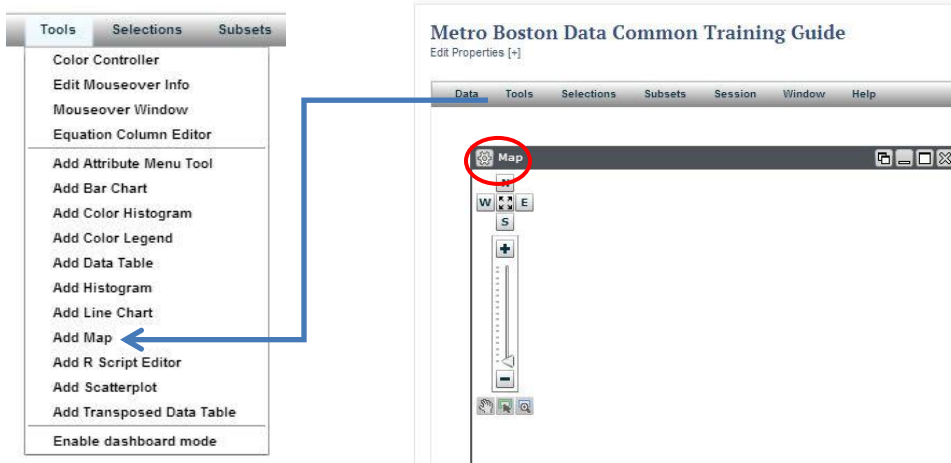 Tools Selections Subsets
Color Controller
Edit Mouseover Info
Mouseover Window
Equation Column Editor
Add Attribute Menu Tool
Add Bar Chart
Add Color Histogram
Add Color Legend
Add Data Table
Add Histogram
Add Line Chart
Add Map
Add R Script Editor
Add Scatterplot
Add Transposed Data Table
Enable dashboard mode
Metro Boston Data Common Training Guide
Edit Properties [+]
Data Tools Selections Subsets Session Window Help
Map
N
W E
S